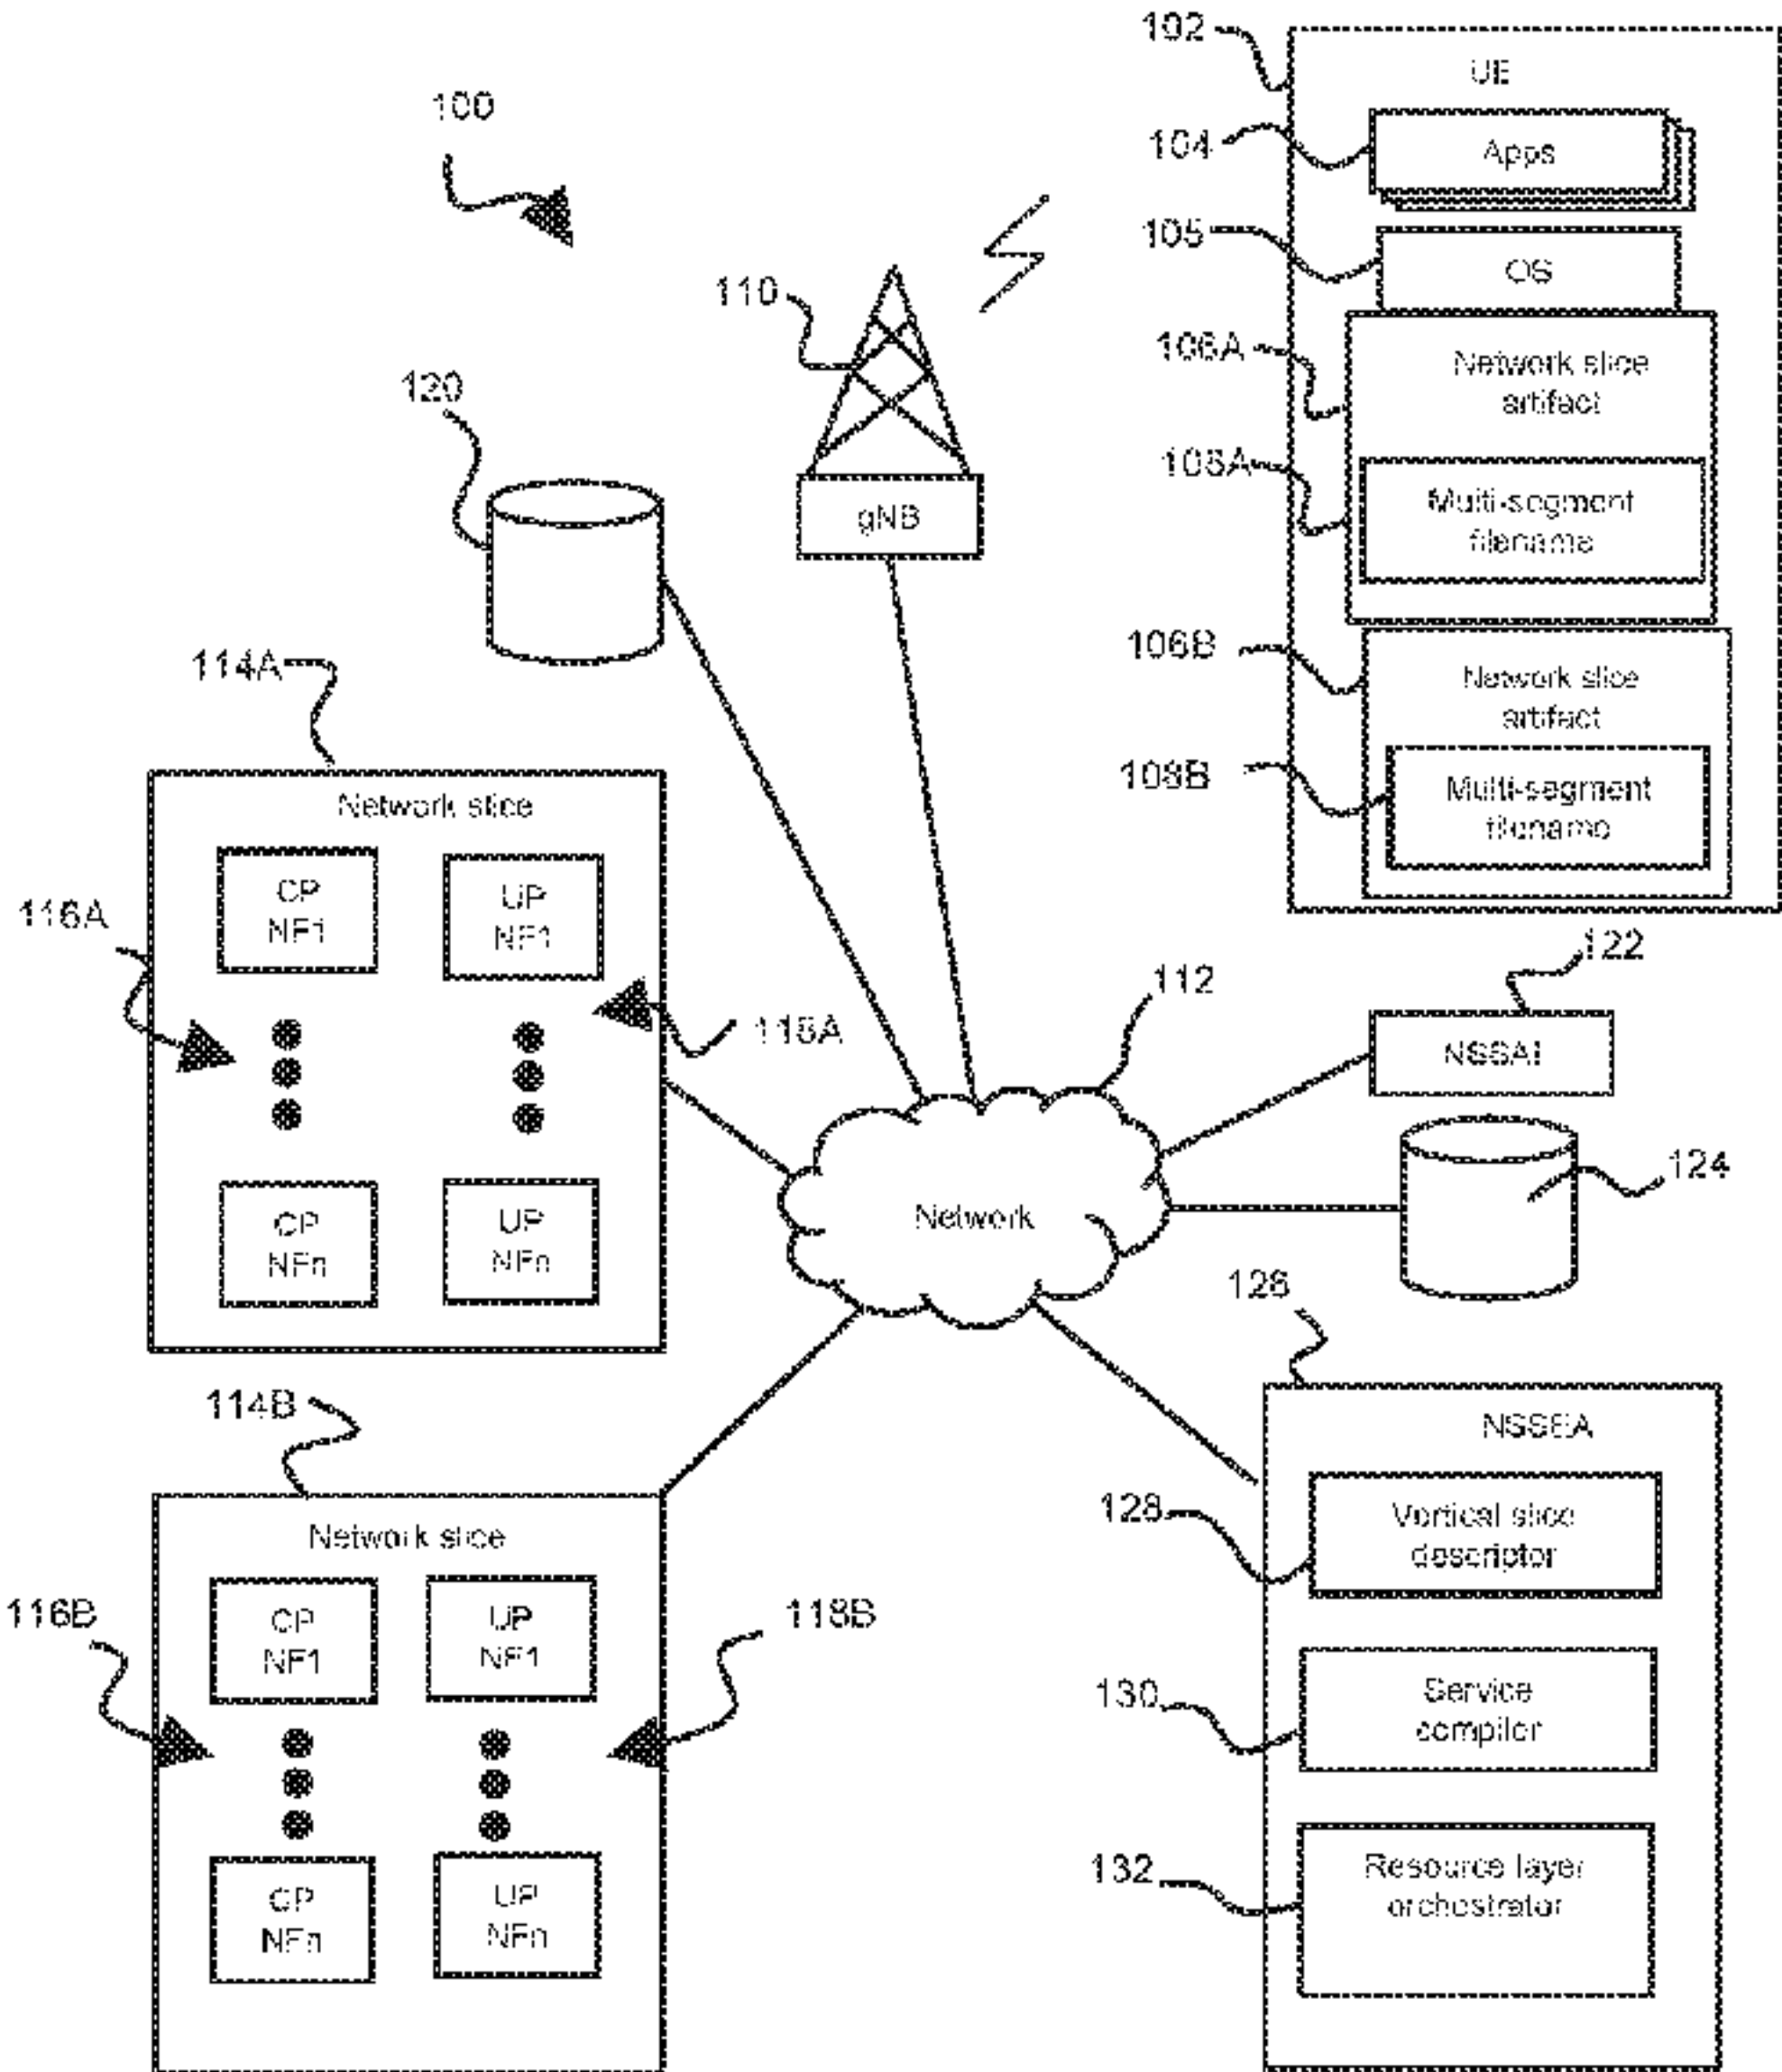 102
UE
100
104
Apps
105
OS
110
106A
Network slice
artifact
120
108A
Multi-segment
filename
gNB
106B
Network slice
artifact
114A
108B
Multi-segment
filename
Network slice
CP
NF1
UP
NF1
116A
122
112
118A
NSSAI
124
CP
NFn
UP
NFn
Network
126
114B
NSSEA
128
Vertical slice
descriptor
Network slice
116B
CP
NF1
UP
NF1
118B
130
Service
compiler
132
Resource layer
orchestrator
CP
NFn
UP
NFn